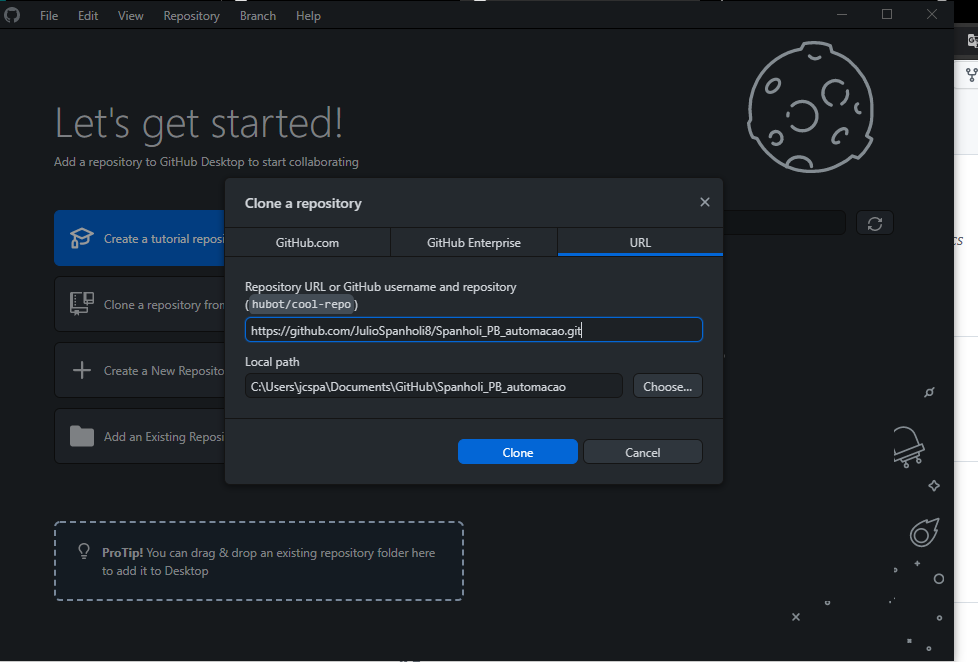 File Edit View Repository Branch Help
Let's get started!
Add a repository to GitHub Desktop to start collaborating
Clone a repository
GitHub.com GitHub Enterprise URL
Create a tutorial reposi
Repository URL or GitHub username and repository
(hubot/cool-repo)
Clone a repository from
https://github.com/JulioSpanholi8/Spanholi_PB_automacao.git
Local path
Create a New Reposito
C:\Users\jcspa\Documents\GitHub\Spanholi_PB_automacao Choose...
Add an Existing Reposi
Clone Cancel
ProTip! You can drag & drop an existing repository folder here
to add it to Desktop
cs